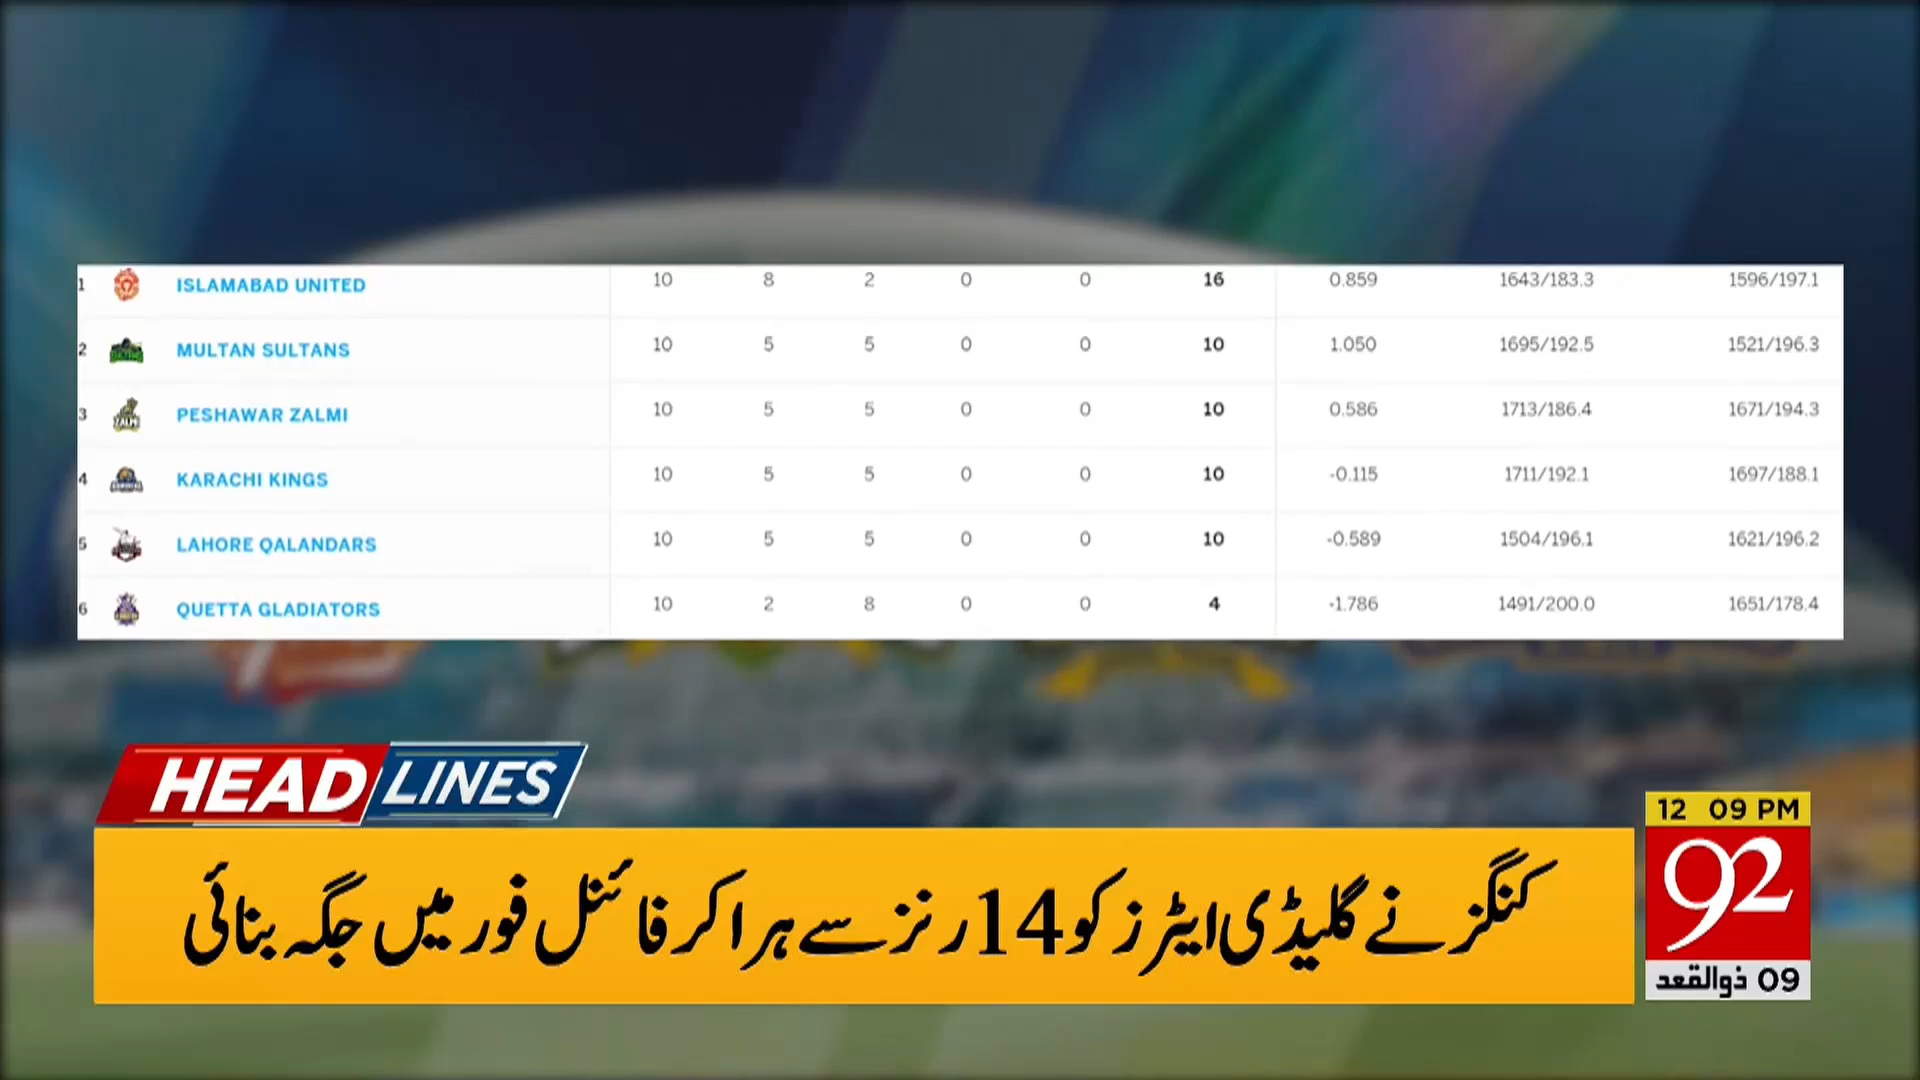 1 ISLAMABAD UNITED 10 8 2 0 0 16 0.859 1643/183.3 1596/197.1
2 MULTAN SULTANS 10 5 5 0 0 10 1.050 1695/192.5 1521/196.3
3 PESHAWAR ZALMI 10 5 5 0 0 10 0.586 1713/186.4 1671/194.3
4 KARACHI KINGS 10 5 5 0 0 10 -0.115 1711/192.1 1697/188.1
5 LAHORE QALANDARS 10 5 5 0 0 10 -0.589 1504/196.1 1621/196.2
6 QUETTA GLADIATORS 10 2 8 0 0 4 -1.786 1491/200.0 1651/178.4
HEADLINES
کنگز نے گلیڈی ایٹرز کو 14 رنز سے ہرا کر فائنل فور میں جگہ بنائی
12 09 PM
92
09 ذوالقعد